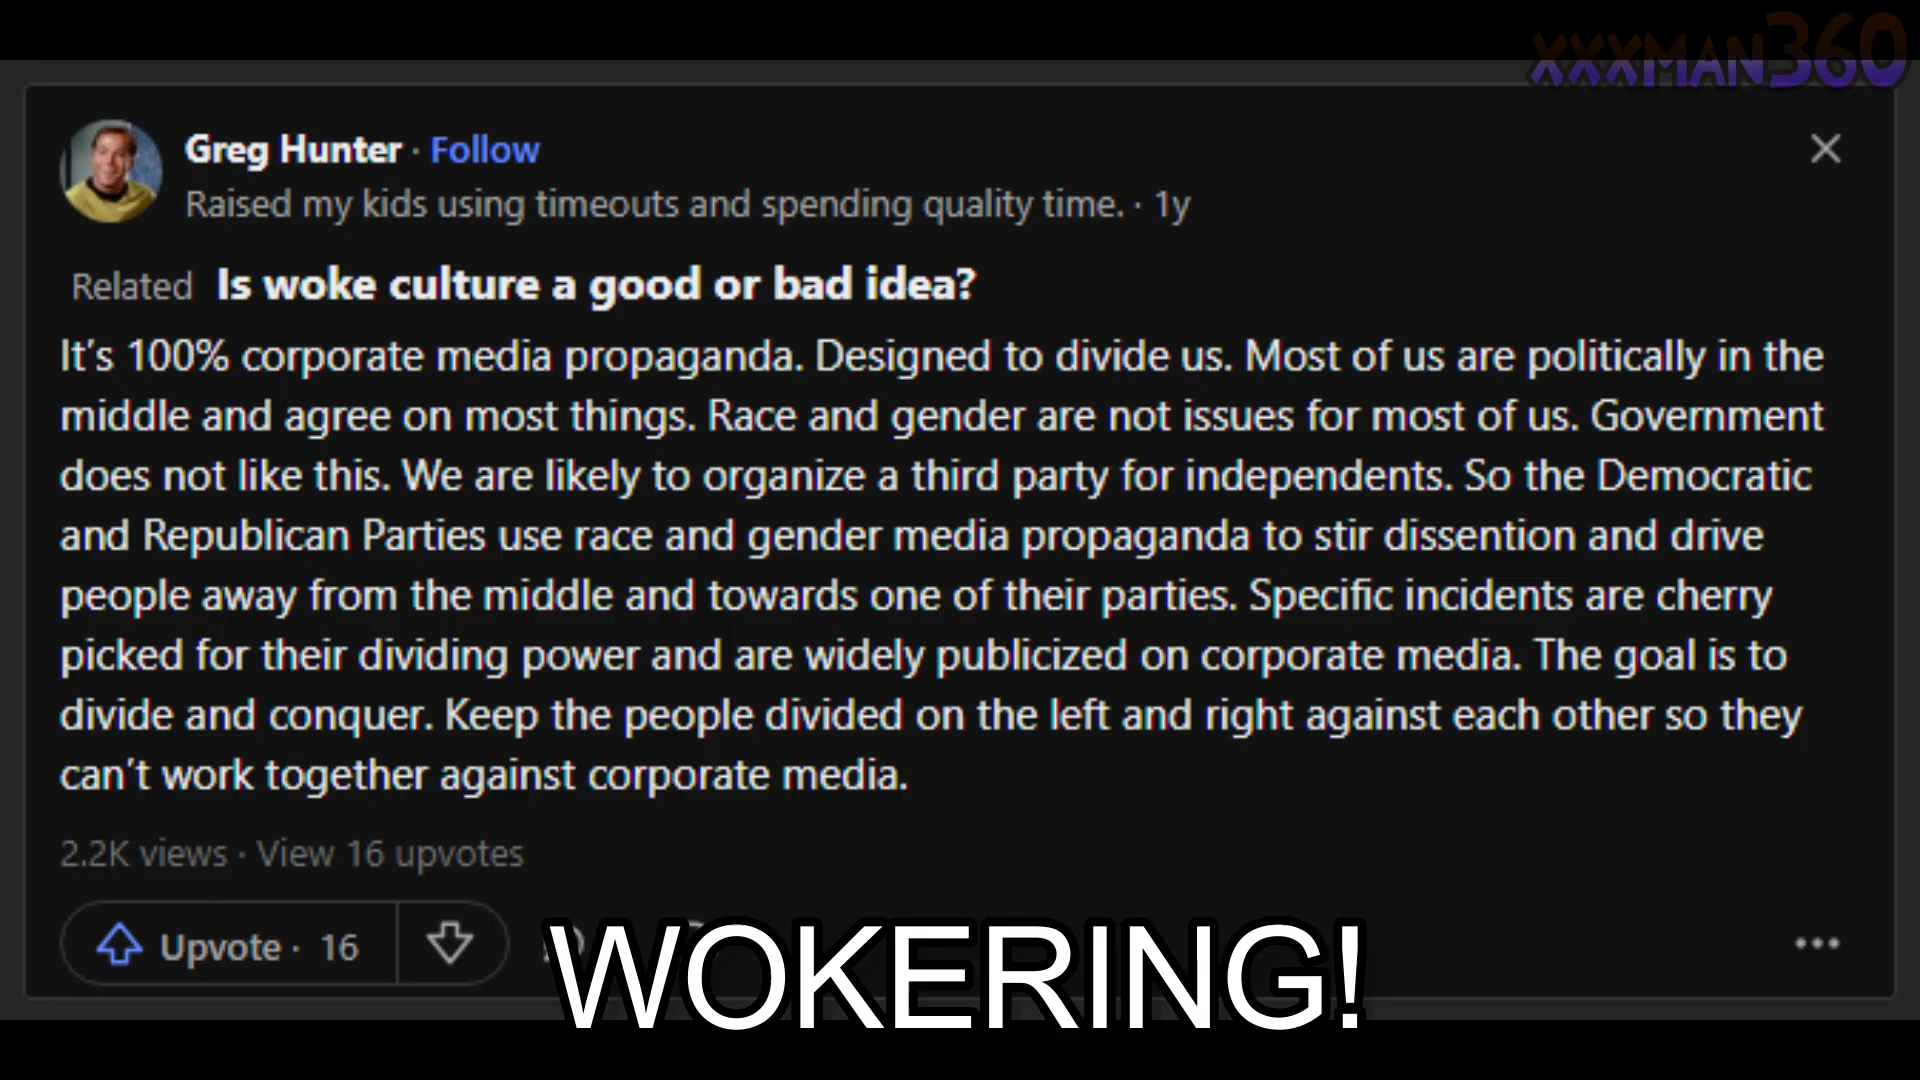 XXXMAN360
Greg Hunter · Follow
Raised my kids using timeouts and spending quality time. · 1y
Related Is woke culture a good or bad idea?
It's 100% corporate media propaganda. Designed to divide us. Most of us are politically in the
middle and agree on most things. Race and gender are not issues for most of us. Government
does not like this. We are likely to organize a third party for independents. So the Democratic
and Republican Parties use race and gender media propaganda to stir dissention and drive
people away from the middle and towards one of their parties. Specific incidents are cherry
picked for their dividing power and are widely publicized on corporate media. The goal is to
divide and conquer. Keep the people divided on the left and right against each other so they
can't work together against corporate media.
2.2K views · View 16 upvotes
Upvote · 16
WOKERING!